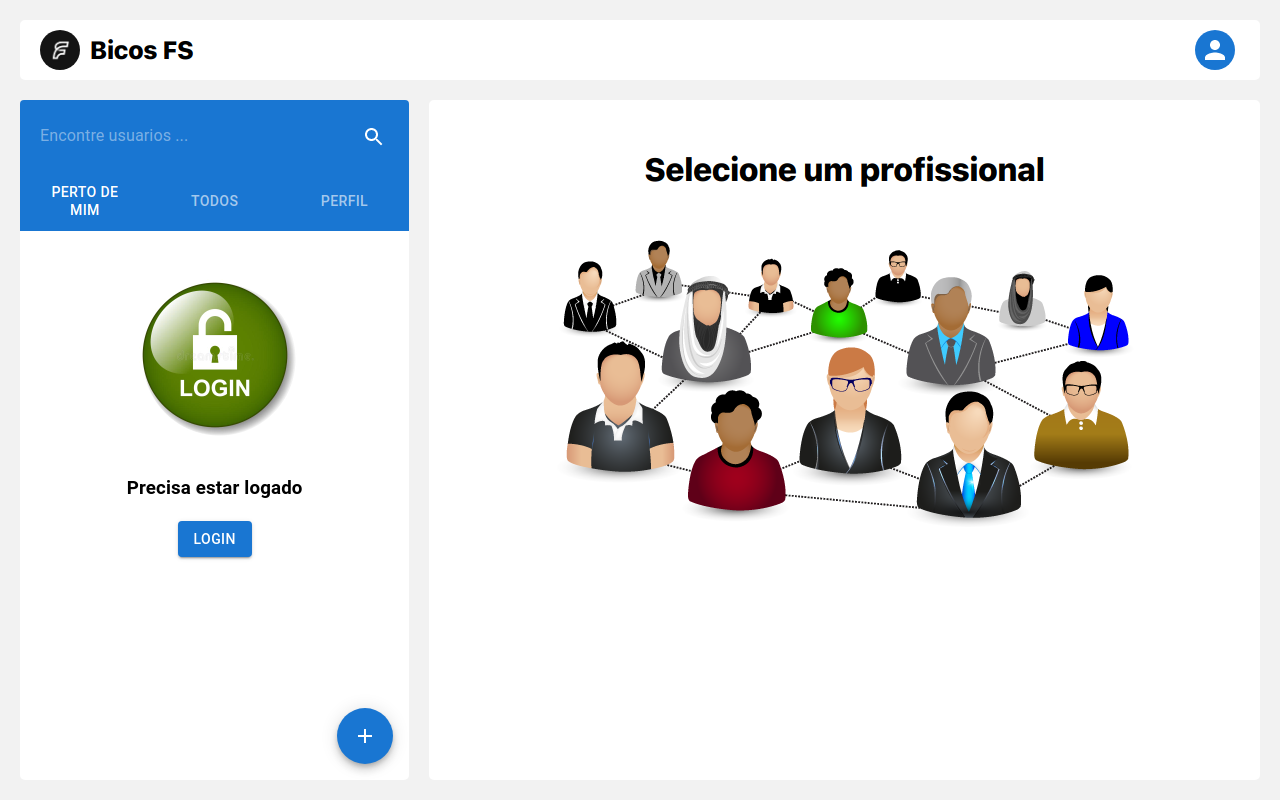 Bicos FS
Encontre usuarios ...
PERTO DE
MIM
TODOS
PERFIL
LOGIN
Precisa estar logado
LOGIN
Selecione um profissional